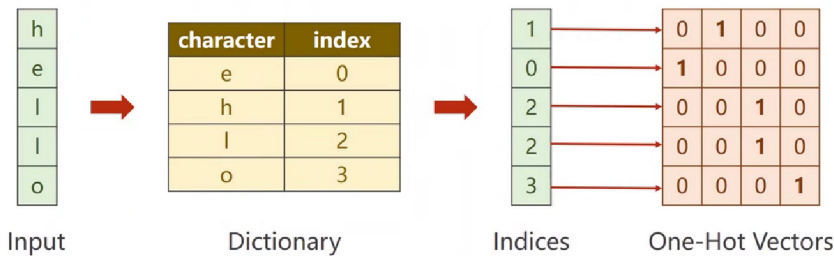 h
e
l
l
o
character index
e 0
h 1
l 2
o 3
1
0
2
2
3
0 1 0 0
1 0 0 0
0 0 1 0
0 0 1 0
0 0 0 1
Input Dictionary Indices One-Hot Vectors